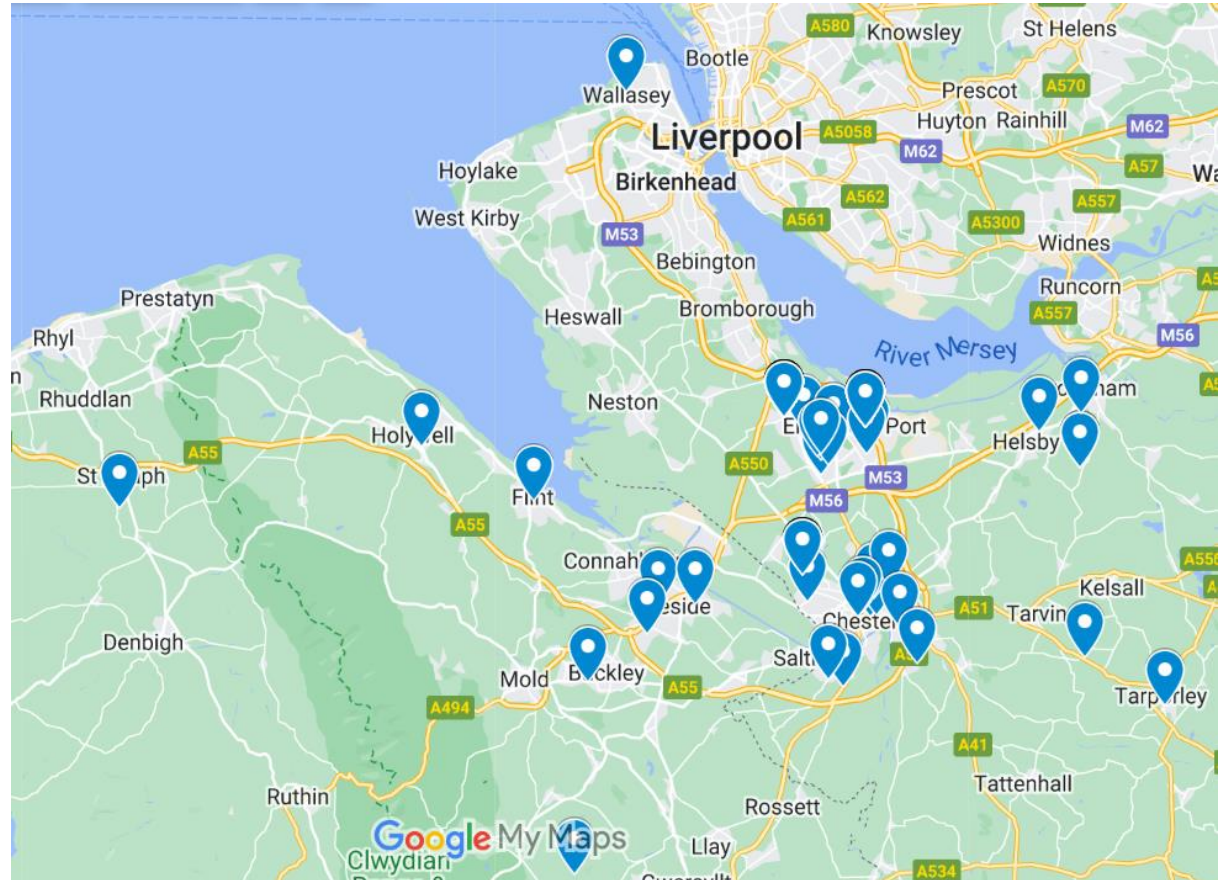 A580
Knowsley
St Helens
Bootle
Wallasey
Prescot
A570
Huyton
Rainhill
Liverpool
A5058
M62
M62
Hoylake
A57
Birkenhead
A562
West Kirby
A561
A5300
A557
M53
Widnes
Bebington
Runcorn
Prestatyn
Bromborough
A557
Heswall
M56
Rhyl
River Mersey
Rhuddlan
Neston
Port
Helsby
A55
A550
M53
Flint
M56
A55
A51
Kelsall
Tarvin
Denbigh
Chester
Mold
A55
A494
A41
Tattenhall
Ruthin
Rossett
Google My Maps
Llay
Clwydian
A534